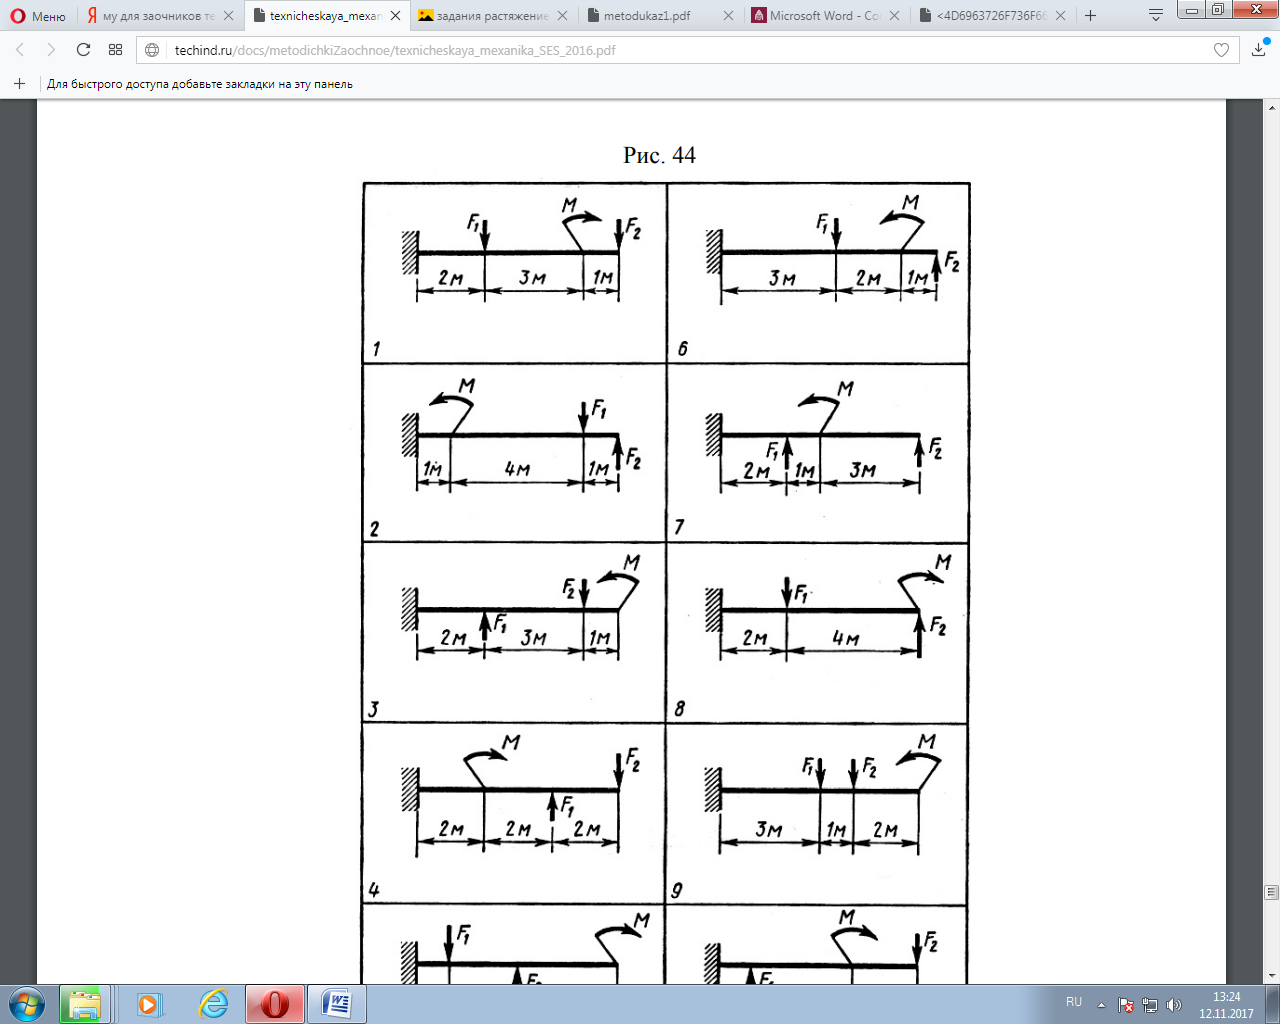 Меню
му для заочников те
texnicheskaya_mexan
задания растяжение
metodukaz1.pdf
Microsoft Word - Co
<4D6963726F736F66
techind.ru/docs/metodichkiZaochnoe/texnicheskaya_mexanika_SES_2016.pdf
Для быстрого доступа добавьте закладки на эту панель
Рис. 44
F1 M F2
2м 3м 1м
1
F1 M F2
3м 2м 1м
6
M F1 F2
1м 4м 1м
2
M F1 F2
2м 1м 3м
7
F2 M F1
2м 3м 1м
3
F1 M F2
2м 4м
8
M F2 F1
2м 2м 2м
4
F1 F2 M
3м 1м 2м
9
F1 M
M F2
RU
13:24
12.11.2017